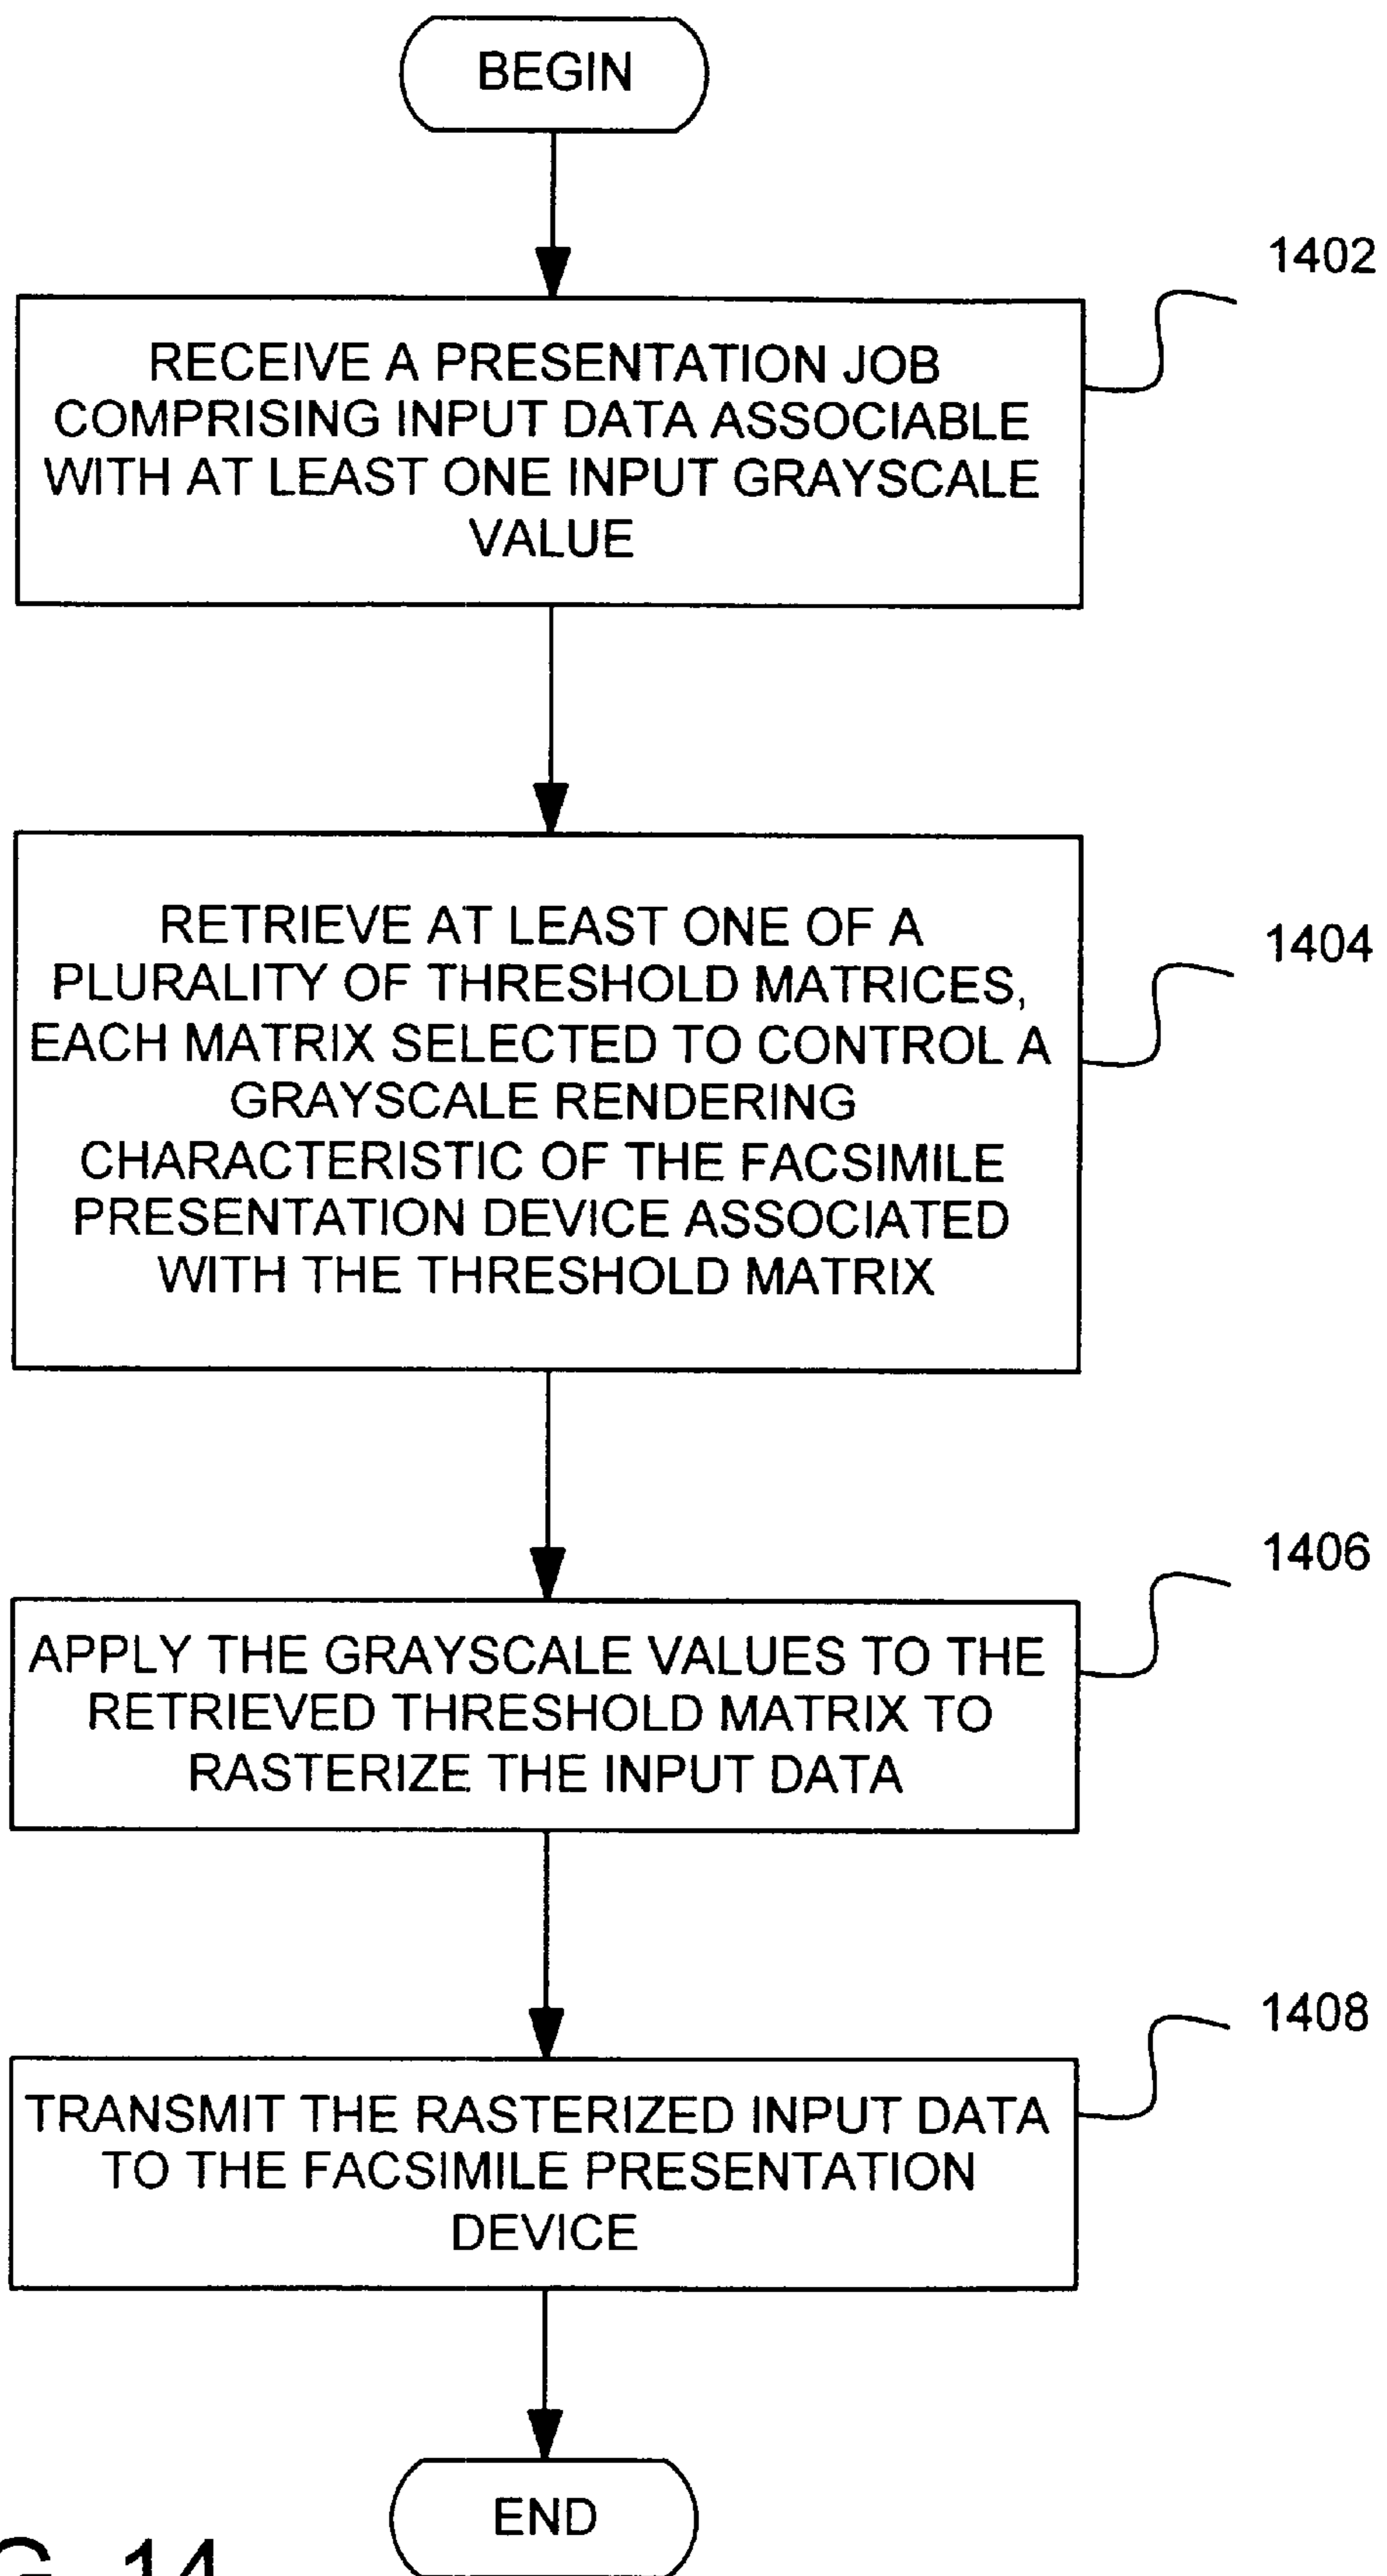 BEGIN
1402
RECEIVE A PRESENTATION JOB
COMPRISING INPUT DATA ASSOCIABLE
WITH AT LEAST ONE INPUT GRAYSCALE
VALUE
1404
RETRIEVE AT LEAST ONE OF A
PLURALITY OF THRESHOLD MATRICES,
EACH MATRIX SELECTED TO CONTROL A
GRAYSCALE RENDERING
CHARACTERISTIC OF THE FACSIMILE
PRESENTATION DEVICE ASSOCIATED
WITH THE THRESHOLD MATRIX
1406
APPLY THE GRAYSCALE VALUES TO THE
RETRIEVED THRESHOLD MATRIX TO
RASTERIZE THE INPUT DATA
1408
TRANSMIT THE RASTERIZED INPUT DATA
TO THE FACSIMILE PRESENTATION
DEVICE
END
14